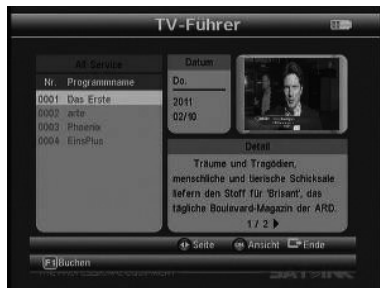 TV-Führer
All Service
Nr. Programmname
0001 Das Erste
0002 arte
0003 Phoenix
0004 EinsPlus
Datum
Do.
2011
02/10
Detail
Träume und Tragödien,
menschliche und tierische Schicksale
liefern den Stoff für 'Brisant', das
tägliche Boulevard-Magazin der ARD.
1 / 2
Seite
Ansicht
Ende
F1 Buchen